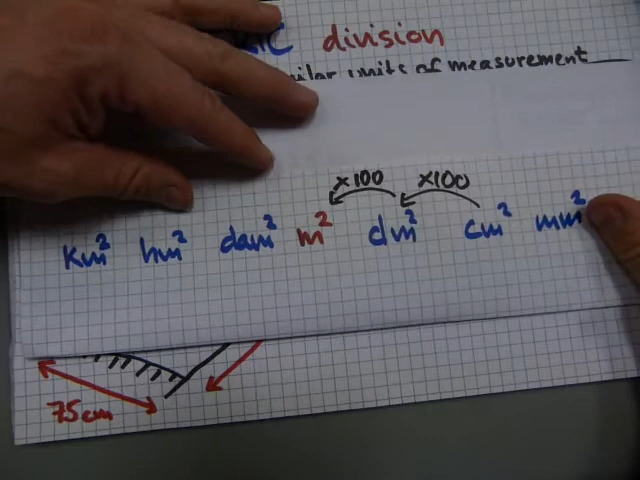 division
units of measurement
×100 ×100
km² hm² dam² m² dm² cm² mm²
75cm